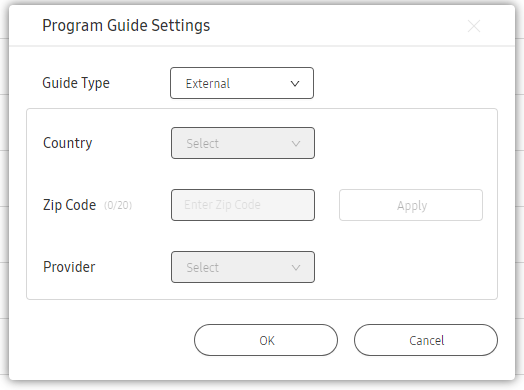 Program Guide Settings
Guide Type External
Country Select
Zip Code (0/20) Enter Zip Code Apply
Provider Select
OK Cancel